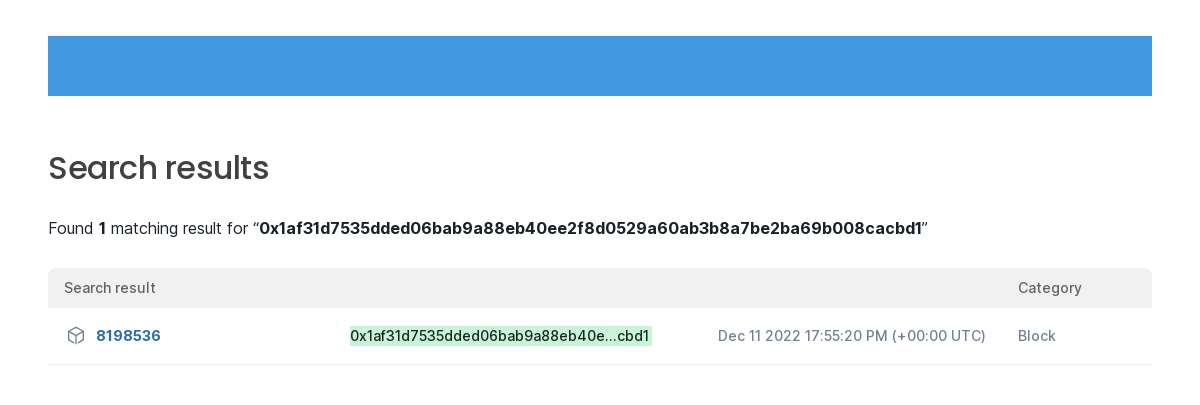 Search results
Found 1 matching result for “0x1af31d7535dded06bab9a88eb40ee2f8d0529a60ab3b8a7be2ba69b008cacbd1”
Search result Category
8198536 0x1af31d7535dded06bab9a88eb40e...cbd1 Dec 11 2022 17:55:20 PM (+00:00 UTC) Block